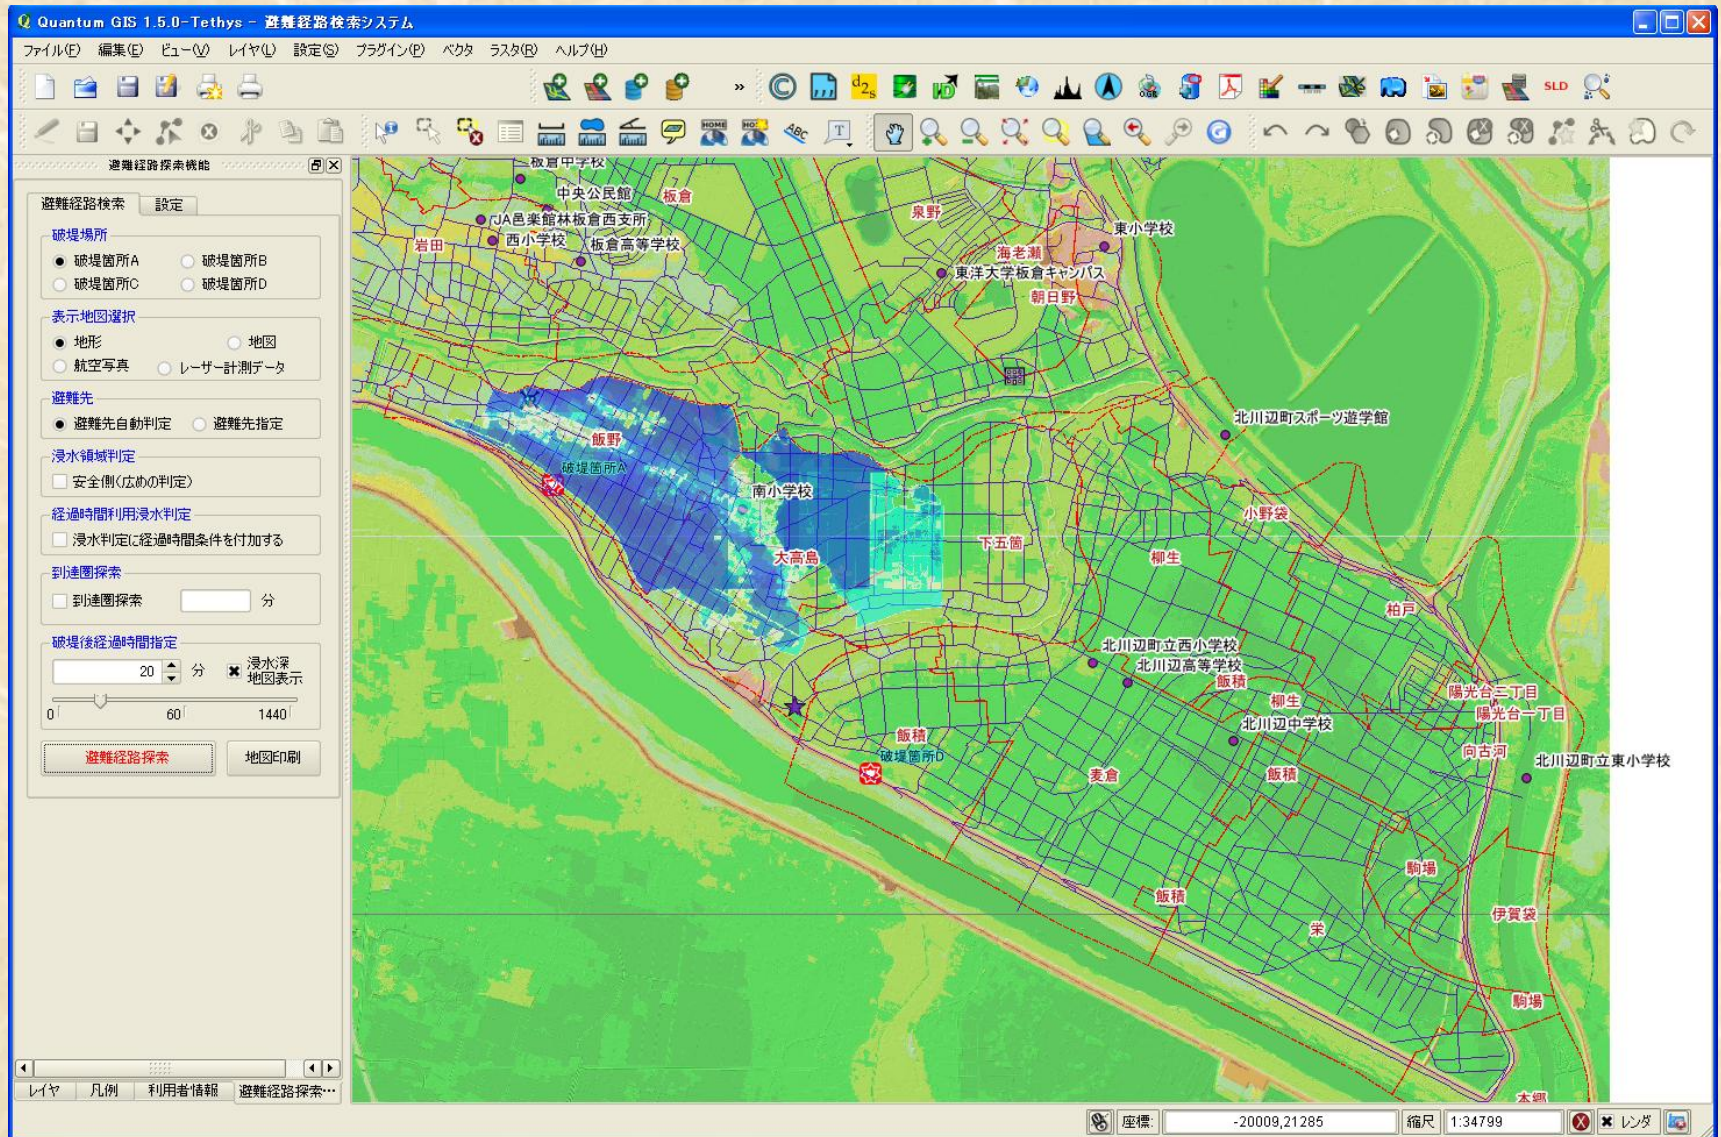 Quantum GIS 1.5.0-Tethys - 避難経路検索システム
ファイル(F) 編集(E) ビュー(V) レイヤ(L) 設定(S) プラグイン(P) ベクタ ラスタ(R) ヘルプ(H)
» © d2s ID OGR SLD
HOME HO ABC T
避難経路探索機能
避難経路検索 設定
破堤場所
破堤箇所A 破堤箇所B
破堤箇所C 破堤箇所D
表示地図選択
地形 地図
航空写真 レーザー計測データ
避難先
避難先自動判定 避難先指定
浸水領域判定
安全側(広めの判定)
経過時間利用浸水判定
浸水判定に経過時間条件を付加する
到達圏探索
到達圏探索 分
破堤後経過時間指定
20 分 浸水深
地図表示
0 60 1440
避難経路探索 地図印刷
レイヤ 凡例 利用者情報 避難経路探索…
板倉中学校
中央公民館 板倉
JA邑楽館林板倉西支所
岩田 西小学校 板倉高等学校
泉野
東小学校
海老瀬
東洋大学板倉キャンパス
朝日野
北川辺町スポーツ遊学館
飯野
破堤箇所A
南小学校
小野袋
大高島 下五箇 柳生
柏戸
北川辺町立西小学校
北川辺高等学校
飯積
柳生
陽光台二丁目
陽光台一丁目
北川辺中学校
飯積
破堤箇所D
向古河
北川辺町立東小学校
麦倉 飯積
駒場
飯積
伊賀袋
栄
駒場
本郷
座標: -20009,21285 縮尺 1:34799 レンダ